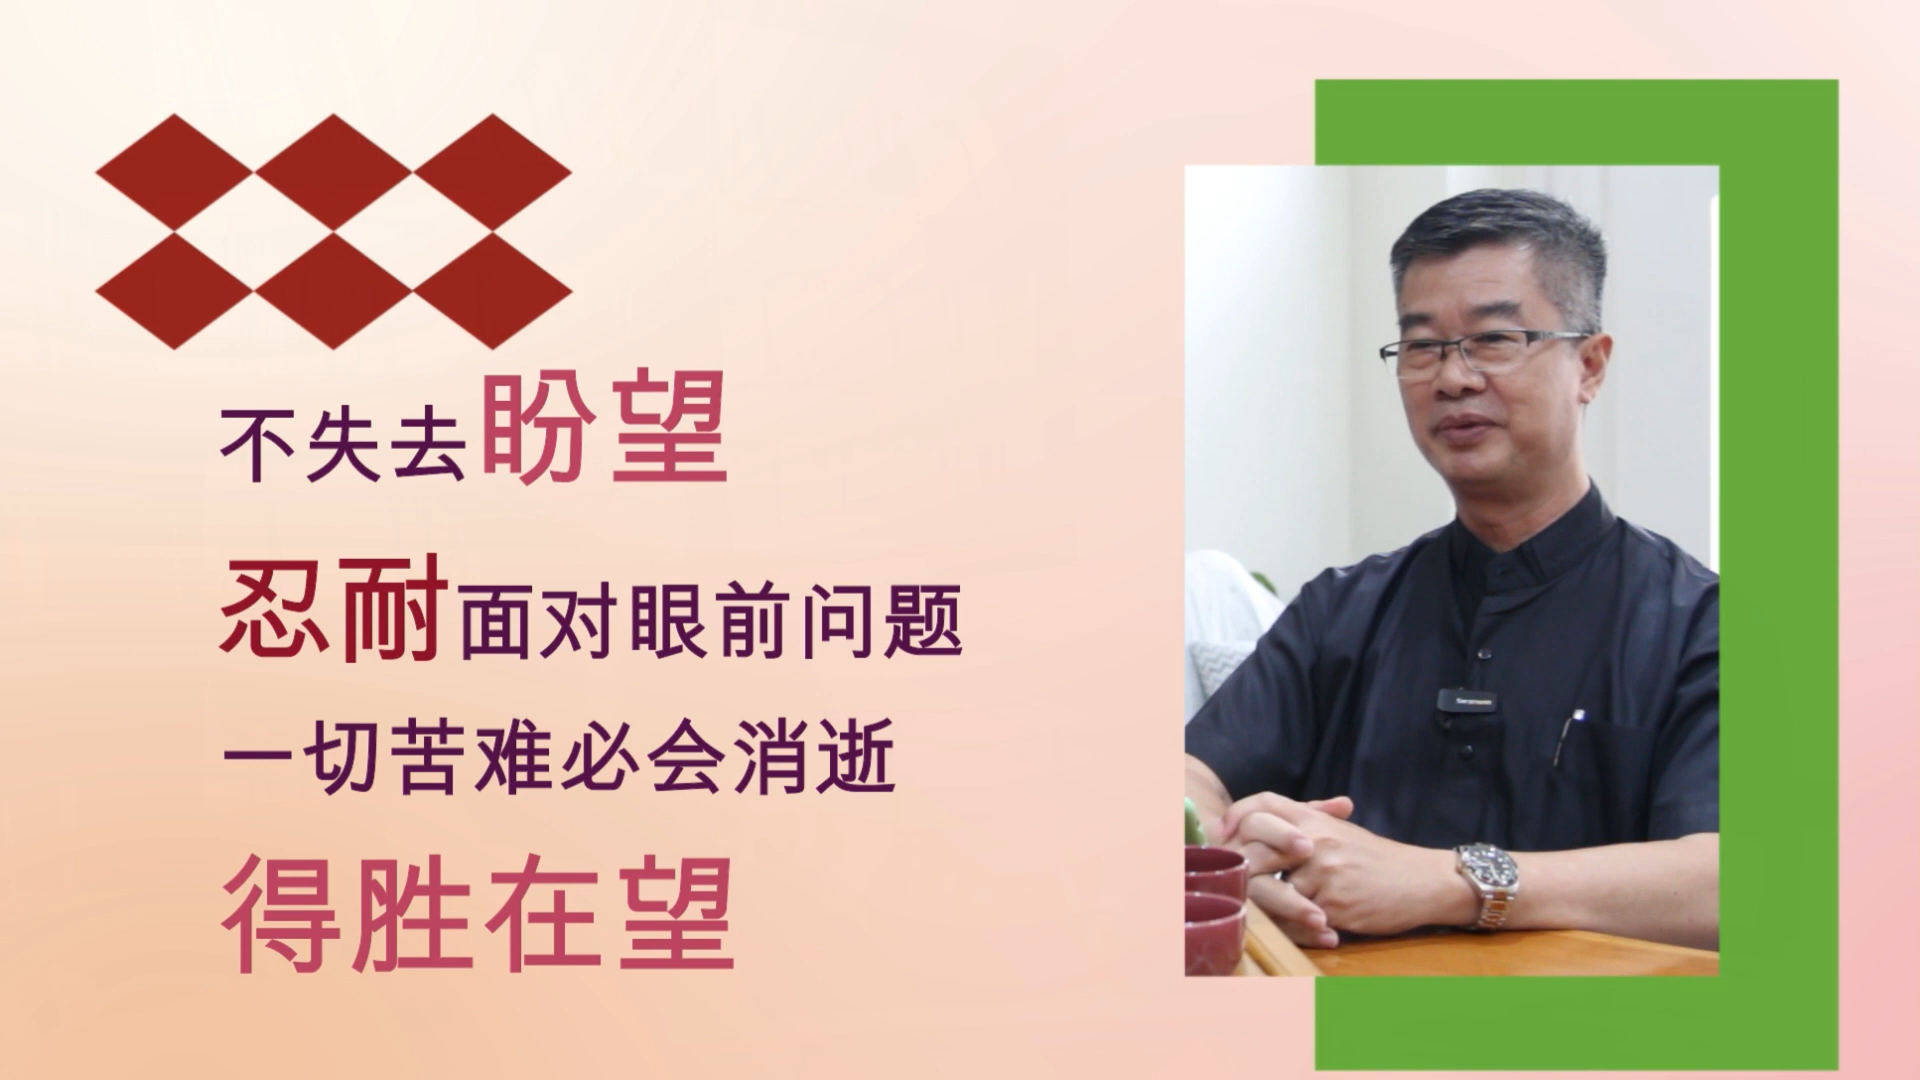 不失去盼望
忍耐面对眼前问题
一切苦难必会消逝
得胜在望